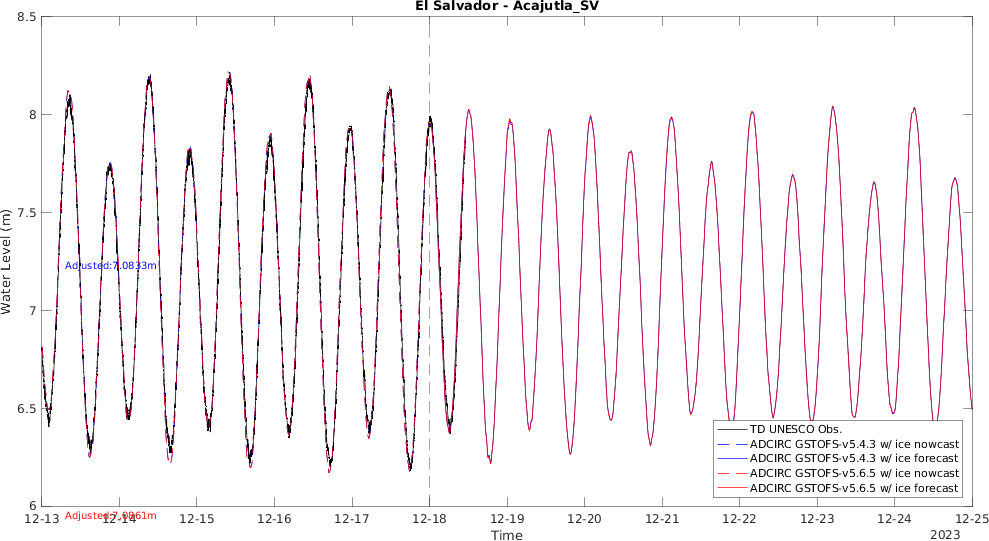 El Salvador - Acajutla_SV
8.5
8
7.5
7
6.5
6
Water Level (m)
Adjusted:7.0833m
Adjusted:7.0961m
12-13
12-14
12-15
12-16
12-17
12-18
12-19
12-20
12-21
12-22
12-23
12-24
12-25
Time
2023
TD UNESCO Obs.
ADCIRC GSTOFS-v5.4.3 w/ ice nowcast
ADCIRC GSTOFS-v5.4.3 w/ ice forecast
ADCIRC GSTOFS-v5.6.5 w/ ice nowcast
ADCIRC GSTOFS-v5.6.5 w/ ice forecast